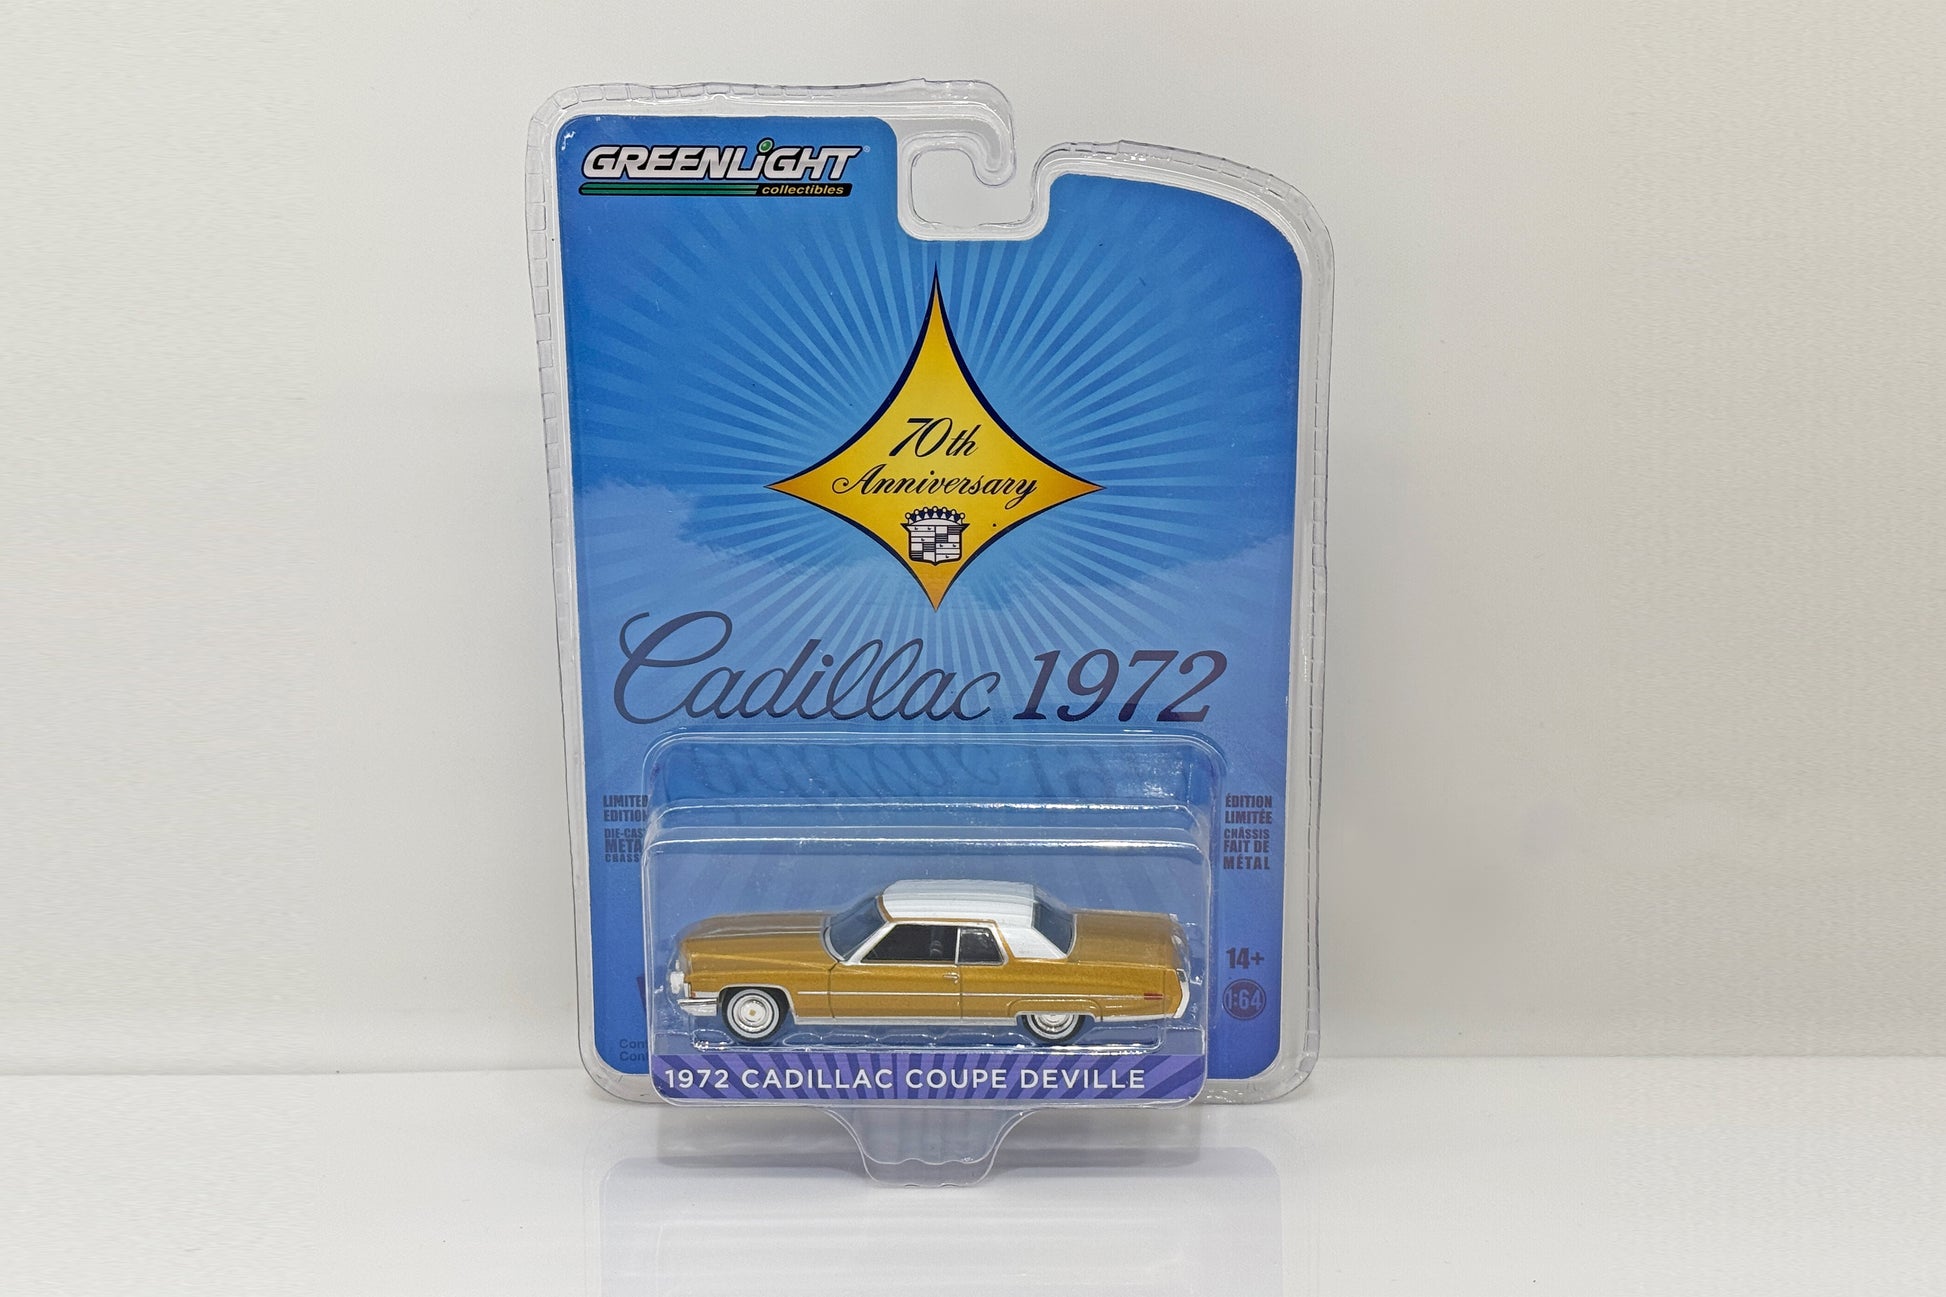 GREENLIGHT®
collectibles
70th
Anniversary
Cadillac 1972
LIMITED
EDITION
METAL
ÉDITION
LIMITÉE
CHÂSSIS
FAIT DE
MÉTAL
14+
1:64
1972 CADILLAC COUPE DEVILLE